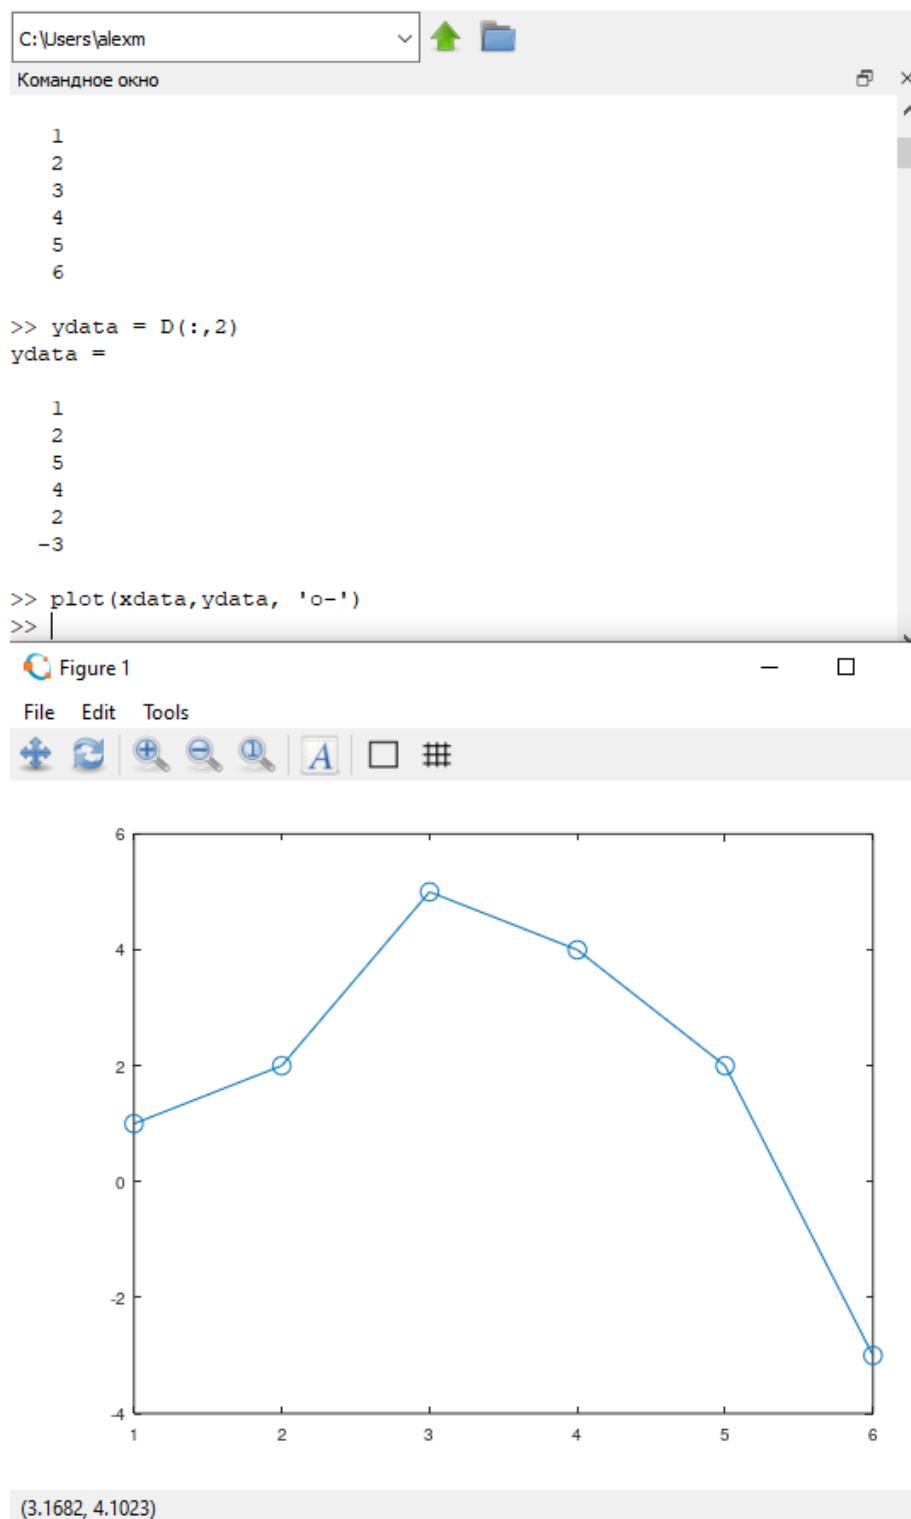 C:\Users\alexm
Командное окно
1
2
3
4
5
6
>> ydata = D(:,2)
ydata =
1
2
5
4
2
-3
>> plot(xdata,ydata, 'o-')
>>
Figure 1
File Edit Tools
A
6
4
2
0
-2
-4
1 2 3 4 5 6
(3.1682, 4.1023)